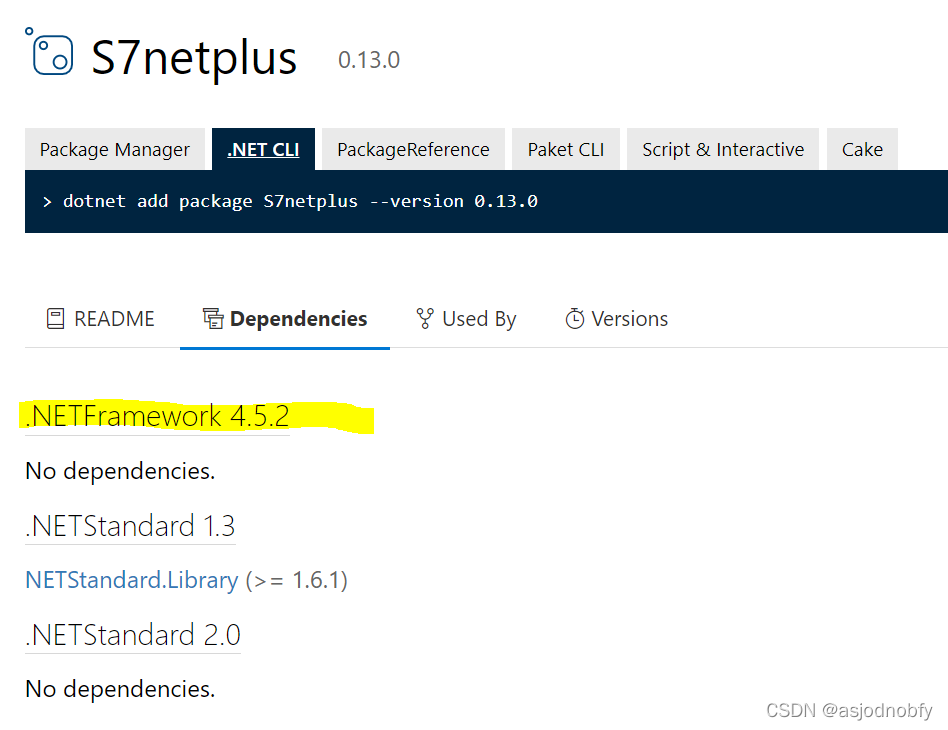 S7netplus 0.13.0
Package Manager .NET CLI PackageReference Paket CLI Script & Interactive Cake
> dotnet add package S7netplus --version 0.13.0
README Dependencies Used By Versions
.NETFramework 4.5.2
No dependencies.
.NETStandard 1.3
NETStandard.Library (>= 1.6.1)
.NETStandard 2.0
No dependencies.
CSDN @asjodnobfy